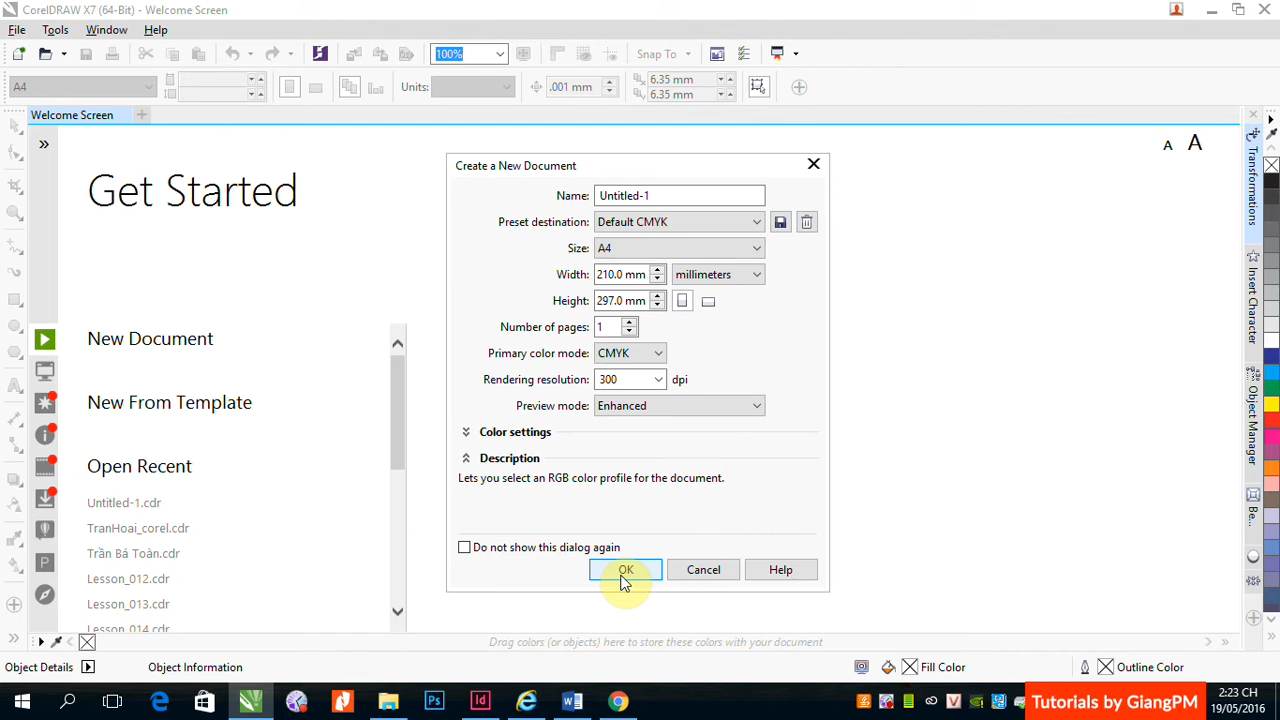 CorelDRAW X7 (64-Bit) - Welcome Screen
File Tools Window Help
100% Snap To
A4 Units: .001 mm 6.35 mm
6.35 mm
Welcome Screen
A A
Get Started
New Document
New From Template
Open Recent
Untitled-1.cdr
TranHoai_corel.cdr
Trần Bá Toàn.cdr
Lesson_012.cdr
Lesson_013.cdr
Lesson_014.cdr
Create a New Document
Name: Untitled-1
Preset destination: Default CMYK
Size: A4
Width: 210.0 mm millimeters
Height: 297.0 mm
Number of pages: 1
Primary color mode: CMYK
Rendering resolution: 300 dpi
Preview mode: Enhanced
Color settings
Description
Lets you select an RGB color profile for the document.
Do not show this dialog again
OK Cancel Help
Transformations
Insert Character
Object Manager
Be...
Drag colors (or objects) here to store these colors with your document
Object Details Object Information Fill Color Outline Color
Ps Id
2:23 CH
19/05/2016
Tutorials by GiangPM